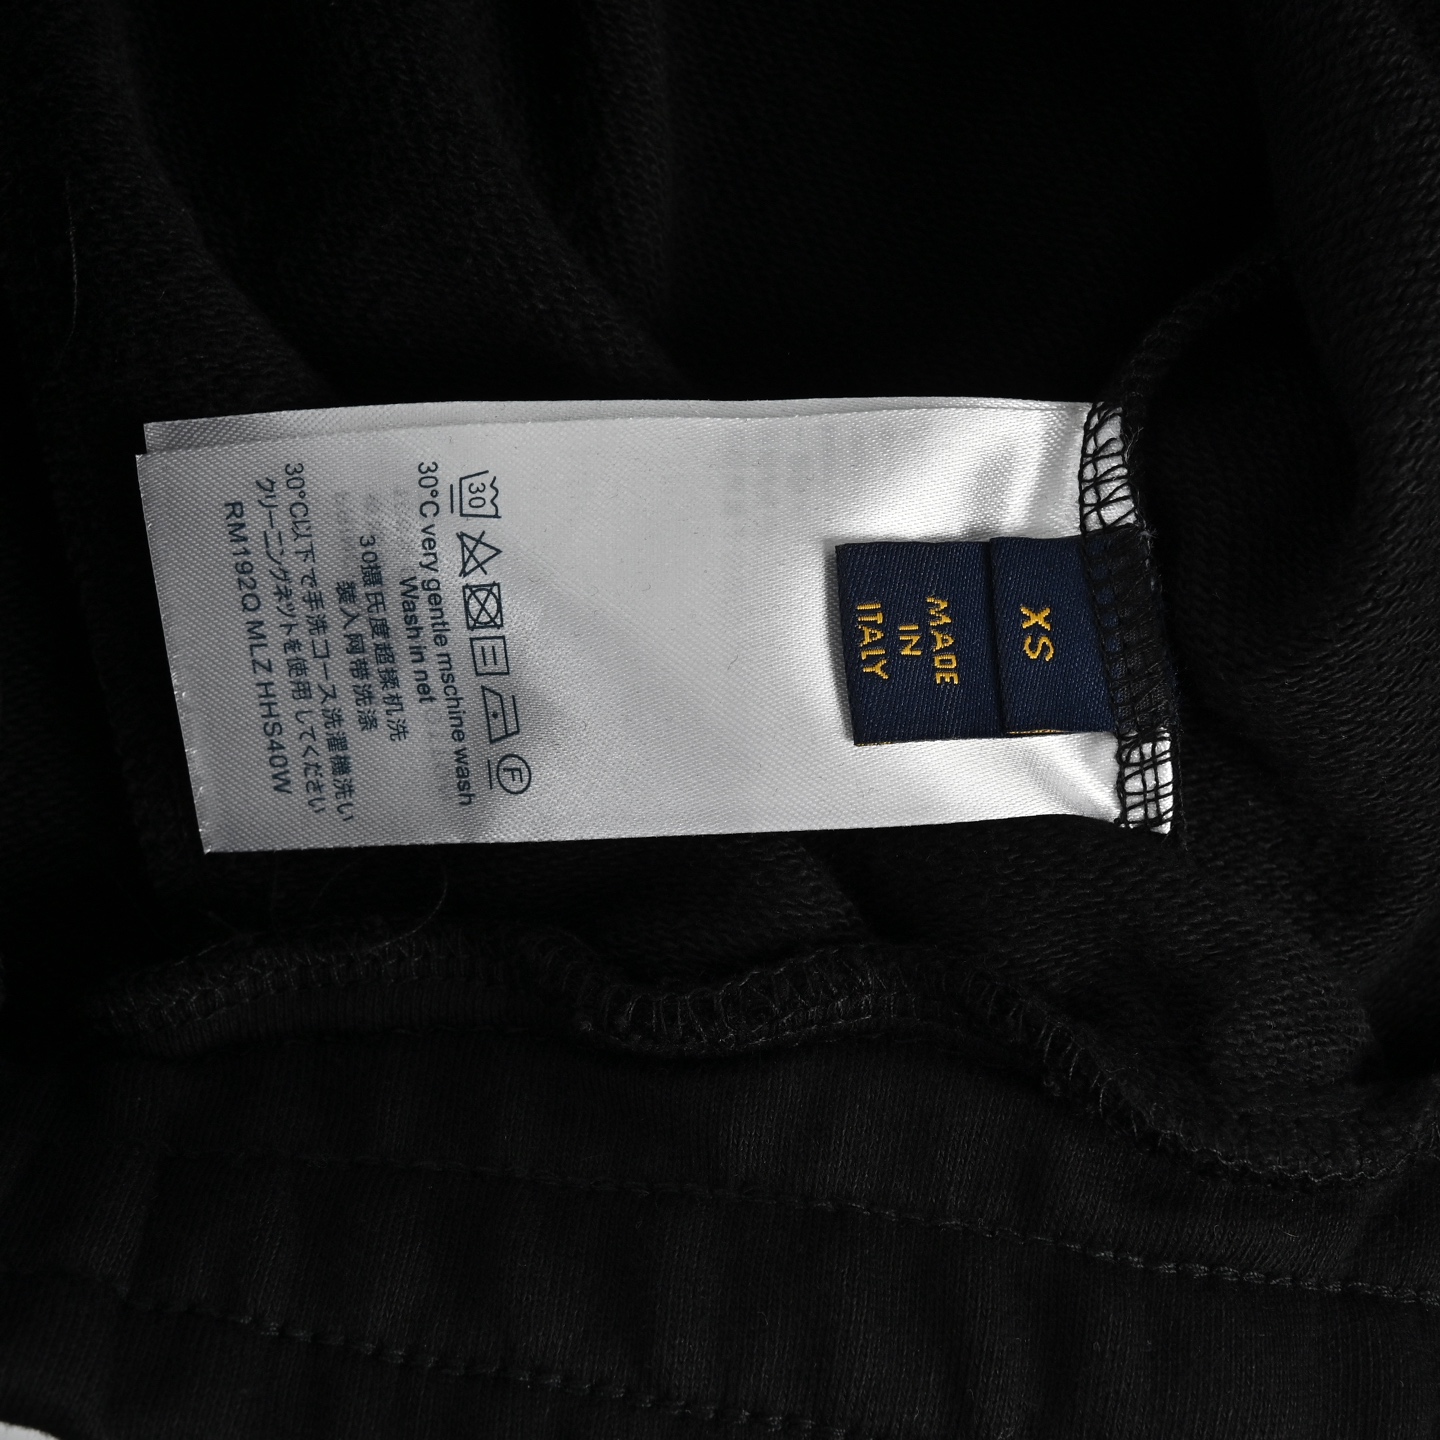 30
F
30°C very gentle mschine wash
Wash in net
30摄氏度超揉机洗
装入网带洗涤
30°C以下で手洗コース洗濯機洗い
クリーニングネットを使用してください
RM192Q MLZ HHS40W
XS
MADE
IN
ITALY